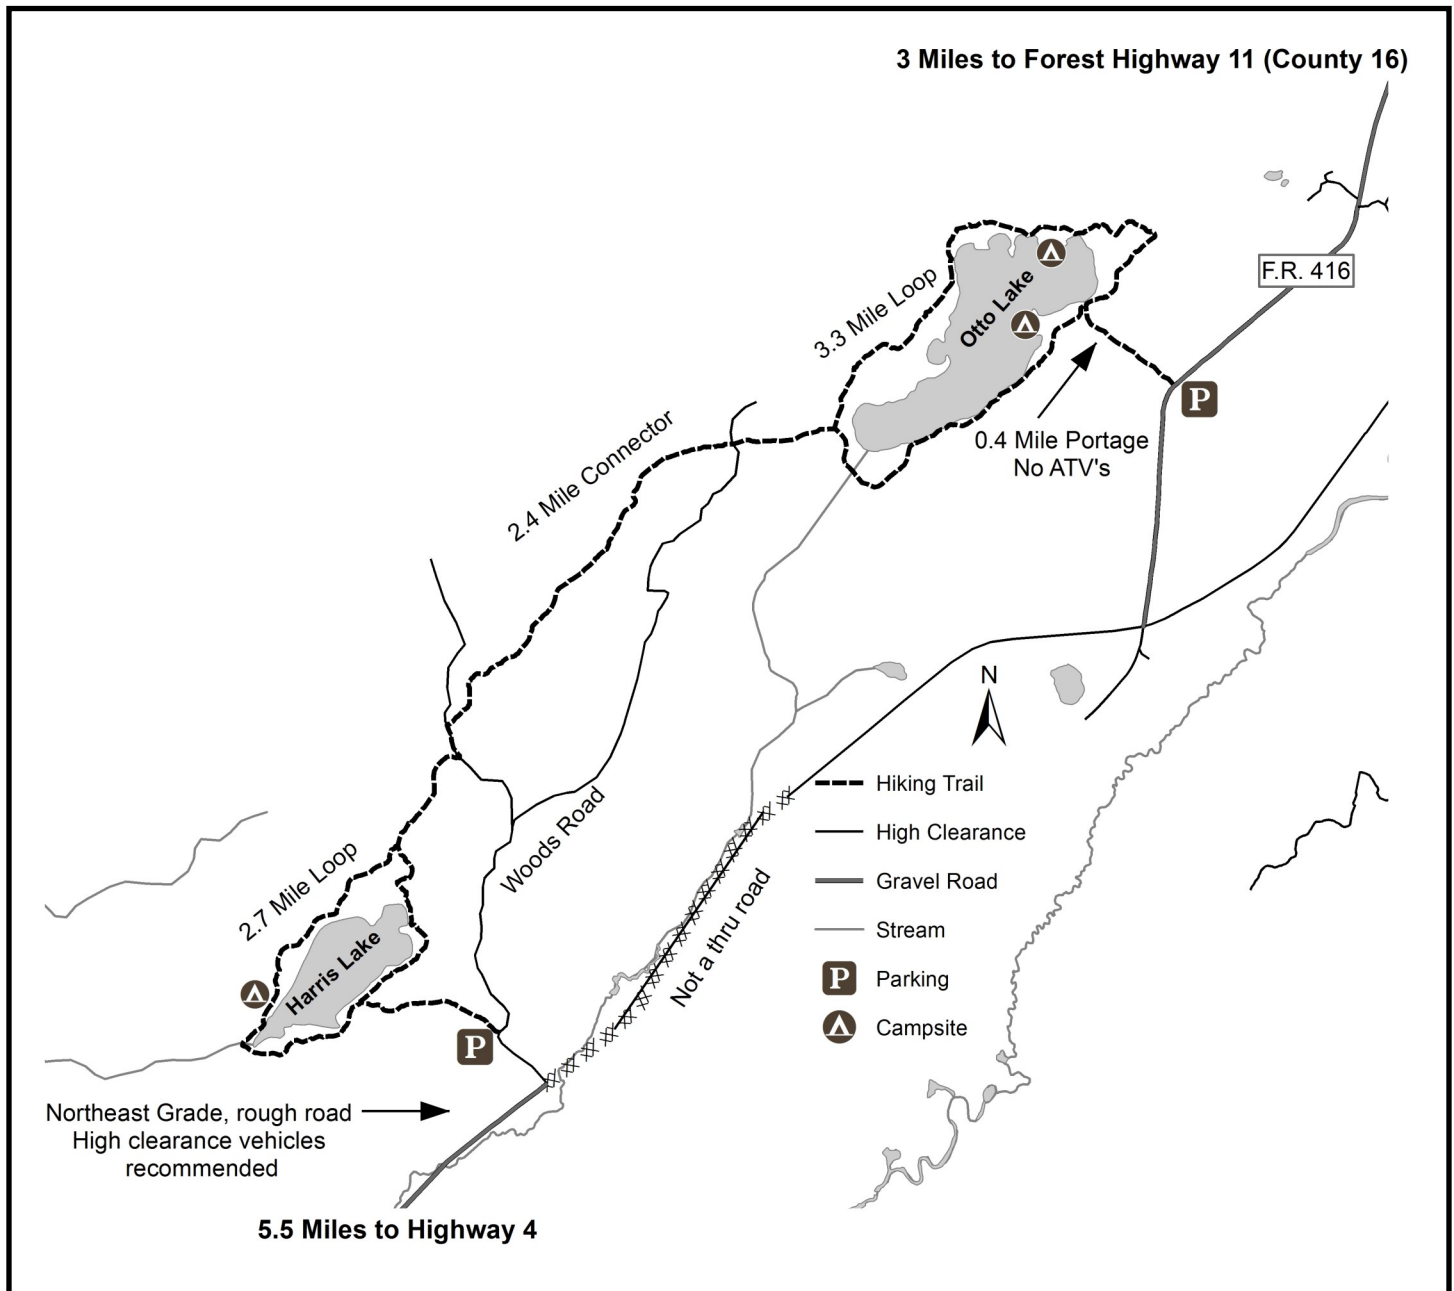 3 Miles to Forest Highway 11 (County 16)
F.R. 416
3.3 Mile Loop
Otto Lake
P
0.4 Mile Portage
No ATV's
2.4 Mile Connector
N
Hiking Trail
High Clearance
Gravel Road
Stream
P Parking
Campsite
Woods Road
Not a thru road
2.7 Mile Loop
Harris Lake
P
Northeast Grade, rough road
High clearance vehicles
recommended
5.5 Miles to Highway 4